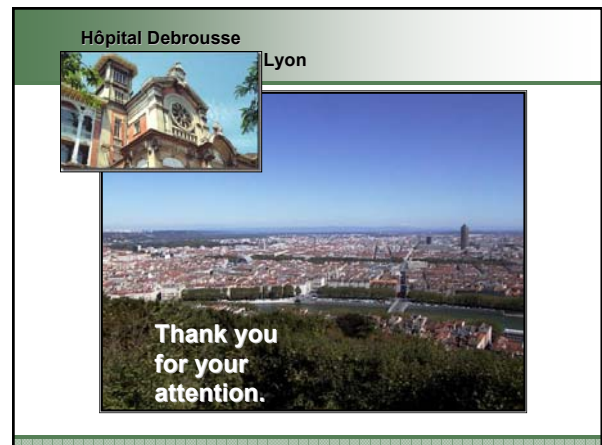 Hôpital Debrousse
Lyon
Thank you
for your
attention.